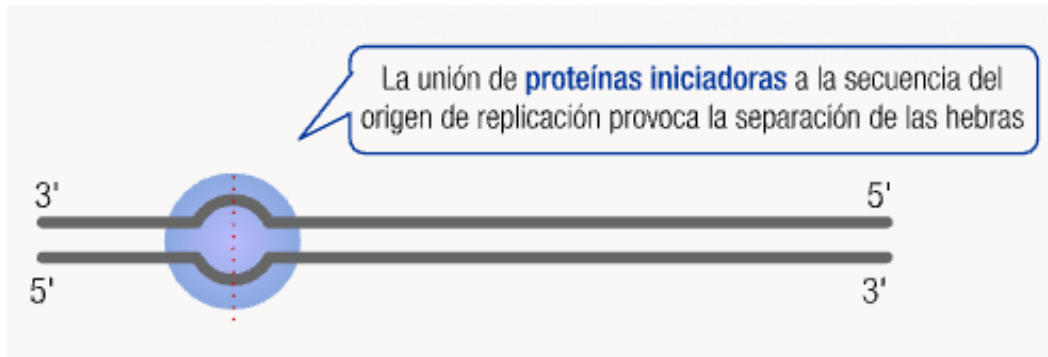 La unión de proteínas iniciadoras a la secuencia del
origen de replicación provoca la separación de las hebras
3' 5'
5' 3'